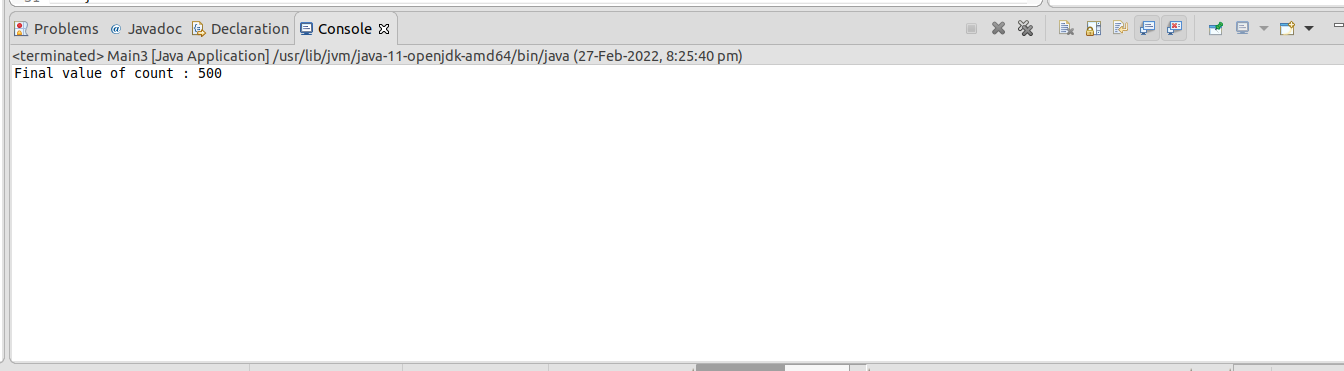 Problems @ Javadoc Declaration Console
<terminated> Main3 [Java Application] /usr/lib/jvm/java-11-openjdk-amd64/bin/java (27-Feb-2022, 8:25:40 pm)
Final value of count : 500